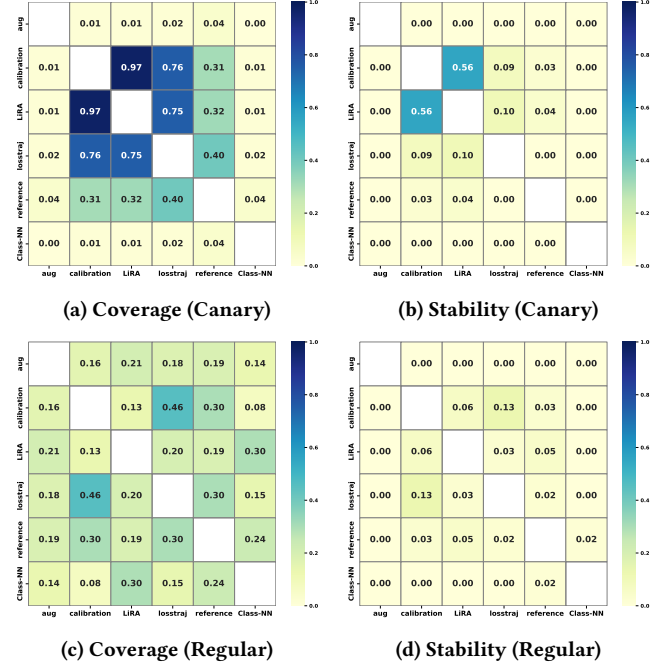 aug 0.01 0.01 0.02 0.04 0.00
calibration 0.01 0.97 0.76 0.31 0.01
LiRA 0.01 0.97 0.75 0.32 0.01
losstraj 0.02 0.76 0.75 0.40 0.02
reference 0.04 0.31 0.32 0.40 0.04
Class-NN 0.00 0.01 0.01 0.02 0.04
aug calibration LiRA losstraj reference Class-NN
1.0
0.8
0.6
0.4
0.2
0.0
(a) Coverage (Canary)
aug 0.00 0.00 0.00 0.00 0.00
calibration 0.00 0.56 0.09 0.03 0.00
LiRA 0.00 0.56 0.10 0.04 0.00
losstraj 0.00 0.09 0.10 0.00 0.00
reference 0.00 0.03 0.04 0.00 0.00
Class-NN 0.00 0.00 0.00 0.00 0.00
aug calibration LiRA losstraj reference Class-NN
1.0
0.8
0.6
0.4
0.2
0.0
(b) Stability (Canary)
aug 0.16 0.21 0.18 0.19 0.14
calibration 0.16 0.13 0.46 0.30 0.08
LiRA 0.21 0.13 0.20 0.19 0.30
losstraj 0.18 0.46 0.20 0.30 0.15
reference 0.19 0.30 0.19 0.30 0.24
Class-NN 0.14 0.08 0.30 0.15 0.24
aug calibration LiRA losstraj reference Class-NN
1.0
0.8
0.6
0.4
0.2
0.0
(c) Coverage (Regular)
aug 0.00 0.00 0.00 0.00 0.00
calibration 0.00 0.06 0.13 0.03 0.00
LiRA 0.00 0.06 0.03 0.05 0.00
losstraj 0.00 0.13 0.03 0.02 0.00
reference 0.00 0.03 0.05 0.02 0.02
Class-NN 0.00 0.00 0.00 0.00 0.02
aug calibration LiRA losstraj reference Class-NN
1.0
0.8
0.6
0.4
0.2
0.0
(d) Stability (Regular)